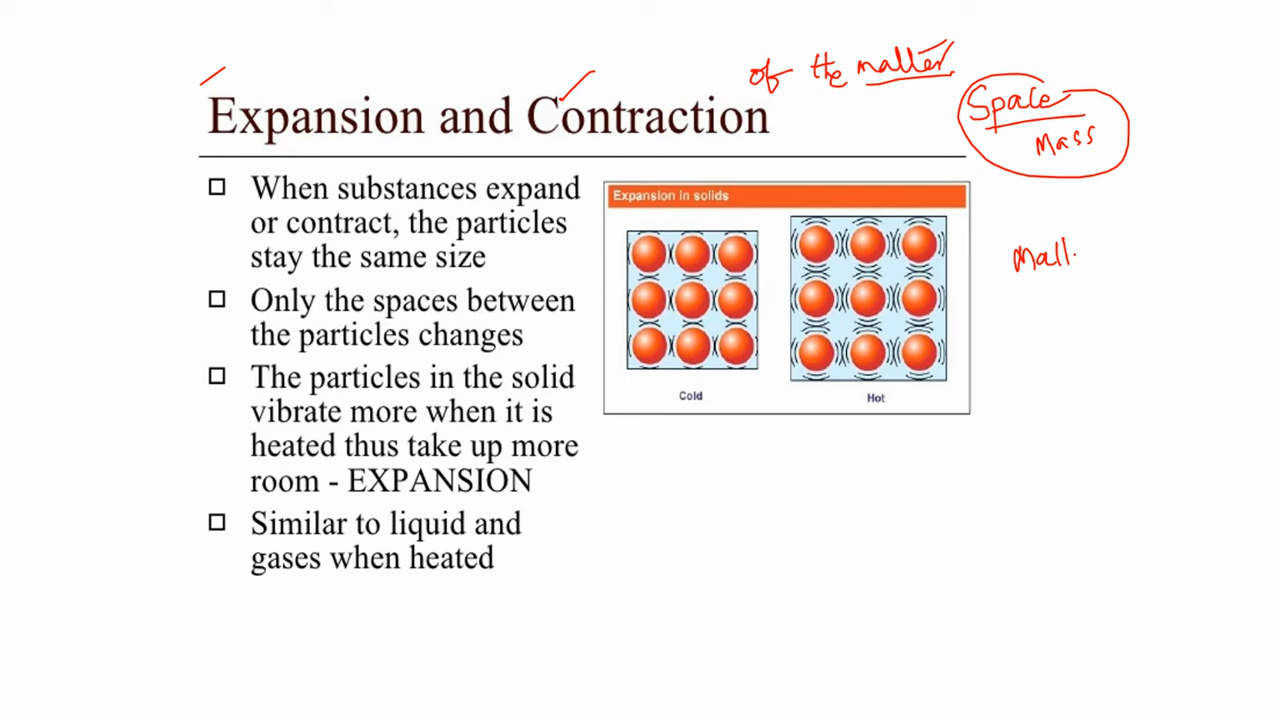 of the matter
Expansion and Contraction
Space
Mass
When substances expand
or contract, the particles
stay the same size
Only the spaces between
the particles changes
The particles in the solid
vibrate more when it is
heated thus take up more
room - EXPANSION
Similar to liquid and
gases when heated
Expansion in solids
Cold
Hot